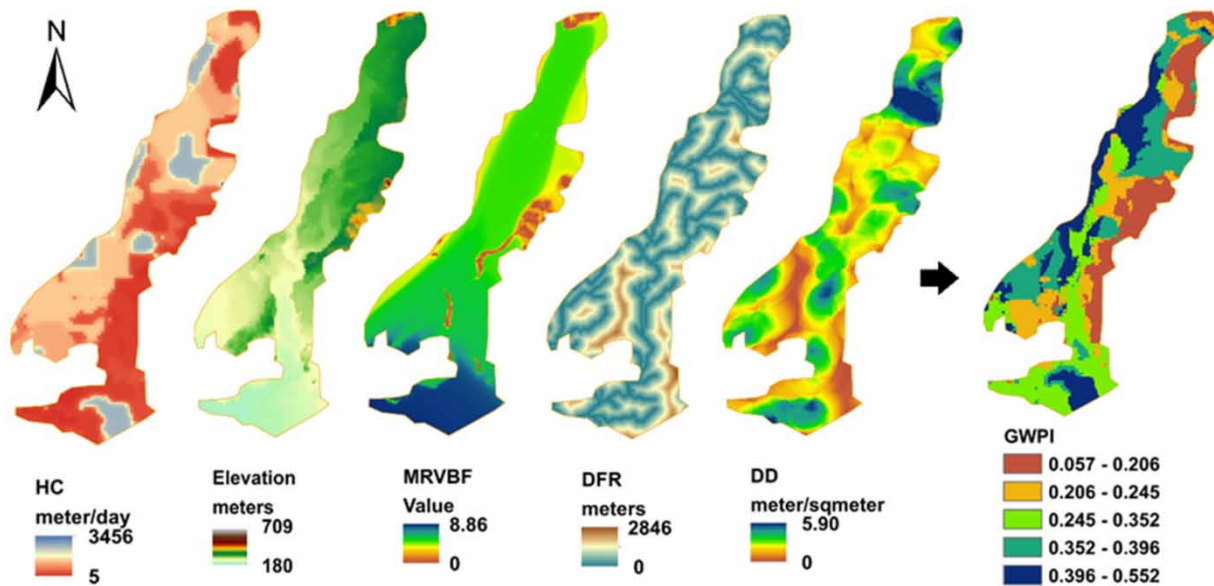 N
HC
meter/day
3456
5
Elevation
meters
709
180
MRVBF
Value
8.86
0
DFR
meters
2846
0
DD
meter/sqmeter
5.90
0
GWPI
0.057 - 0.206
0.206 - 0.245
0.245 - 0.352
0.352 - 0.396
0.396 - 0.552